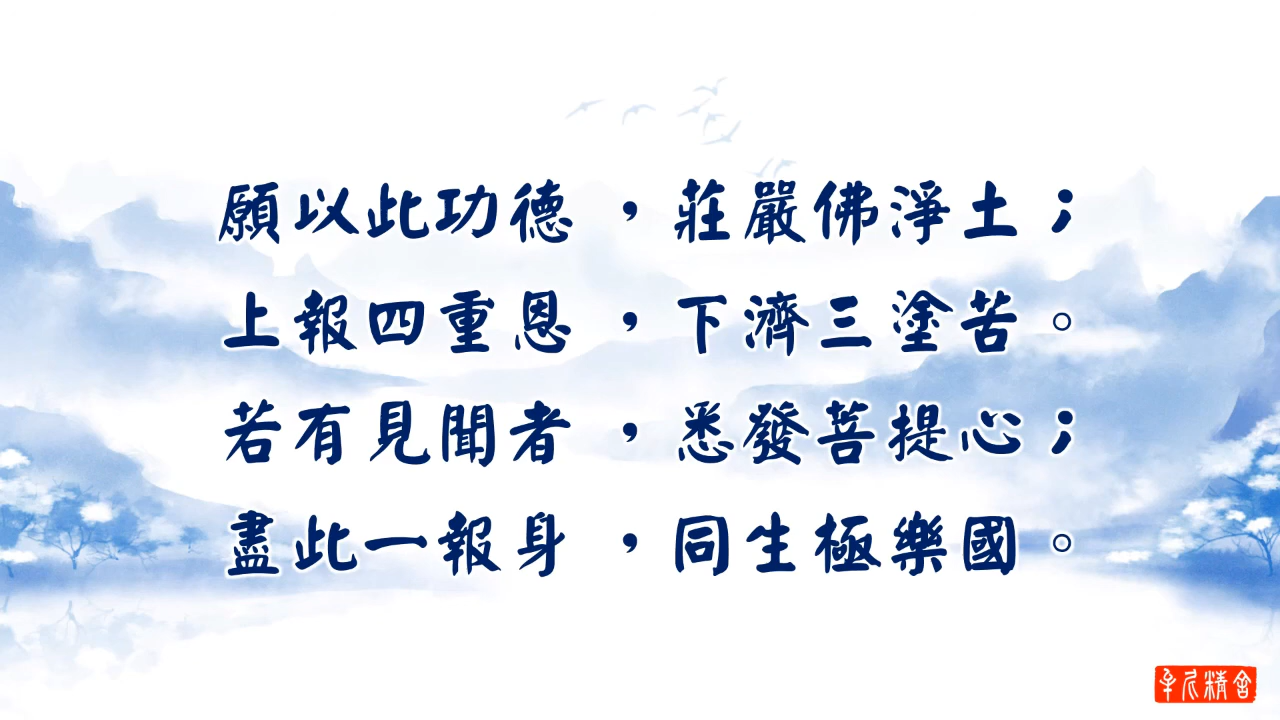 願以此功德，莊嚴佛淨土；
上報四重恩，下濟三塗苦。
若有見聞者，悉發菩提心；
盡此一報身，同生極樂國。